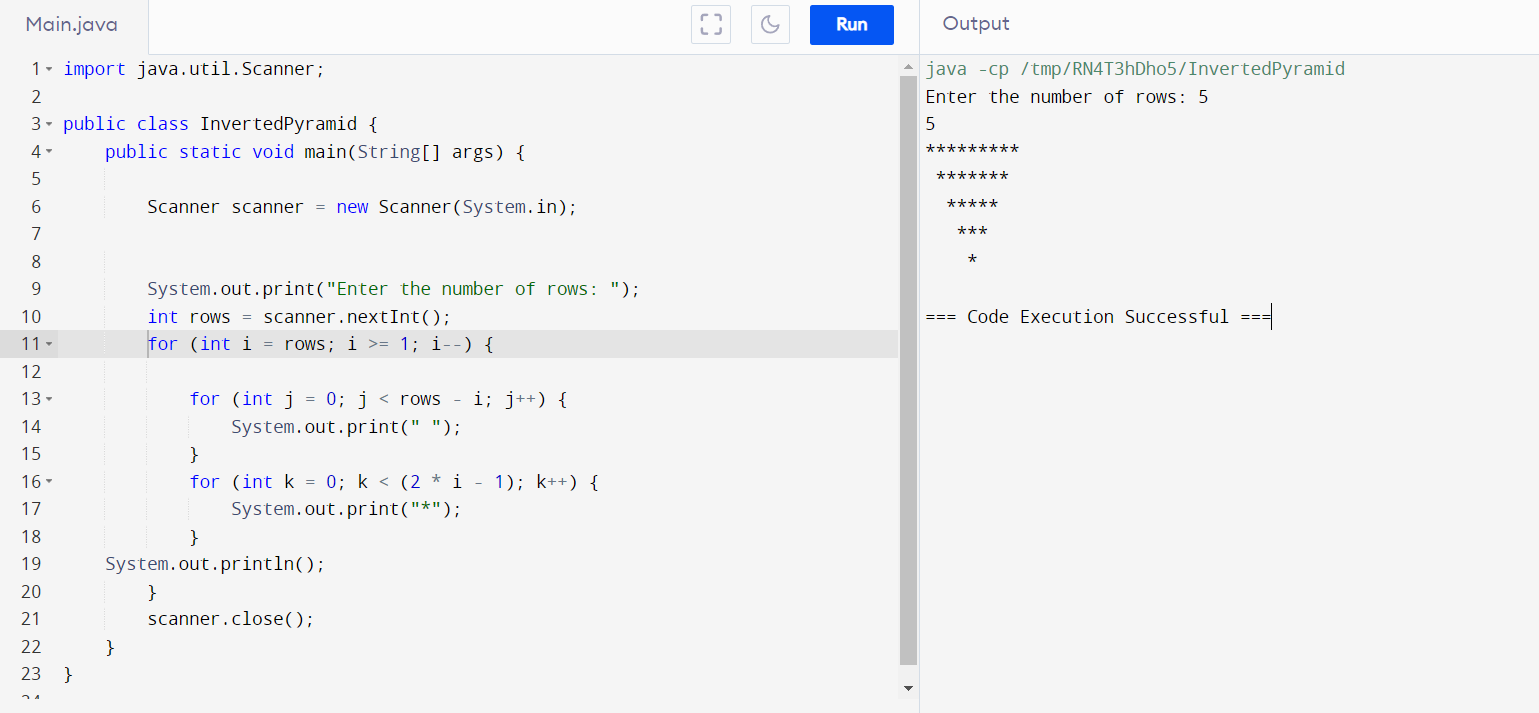 Main.java
Run
Output
1 import java.util.Scanner;
2
3 public class InvertedPyramid {
4     public static void main(String[] args) {
5
6         Scanner scanner = new Scanner(System.in);
7
8
9         System.out.print("Enter the number of rows: ");
10         int rows = scanner.nextInt();
11         for (int i = rows; i >= 1; i--) {
12
13             for (int j = 0; j < rows - i; j++) {
14                 System.out.print(" ");
15             }
16             for (int k = 0; k < (2 * i - 1); k++) {
17                 System.out.print("*");
18             }
19     System.out.println();
20         }
21         scanner.close();
22     }
23 }
java -cp /tmp/RN4T3hDho5/InvertedPyramid
Enter the number of rows: 5
5
*********
 *******
  *****
   ***
    *
=== Code Execution Successful ===